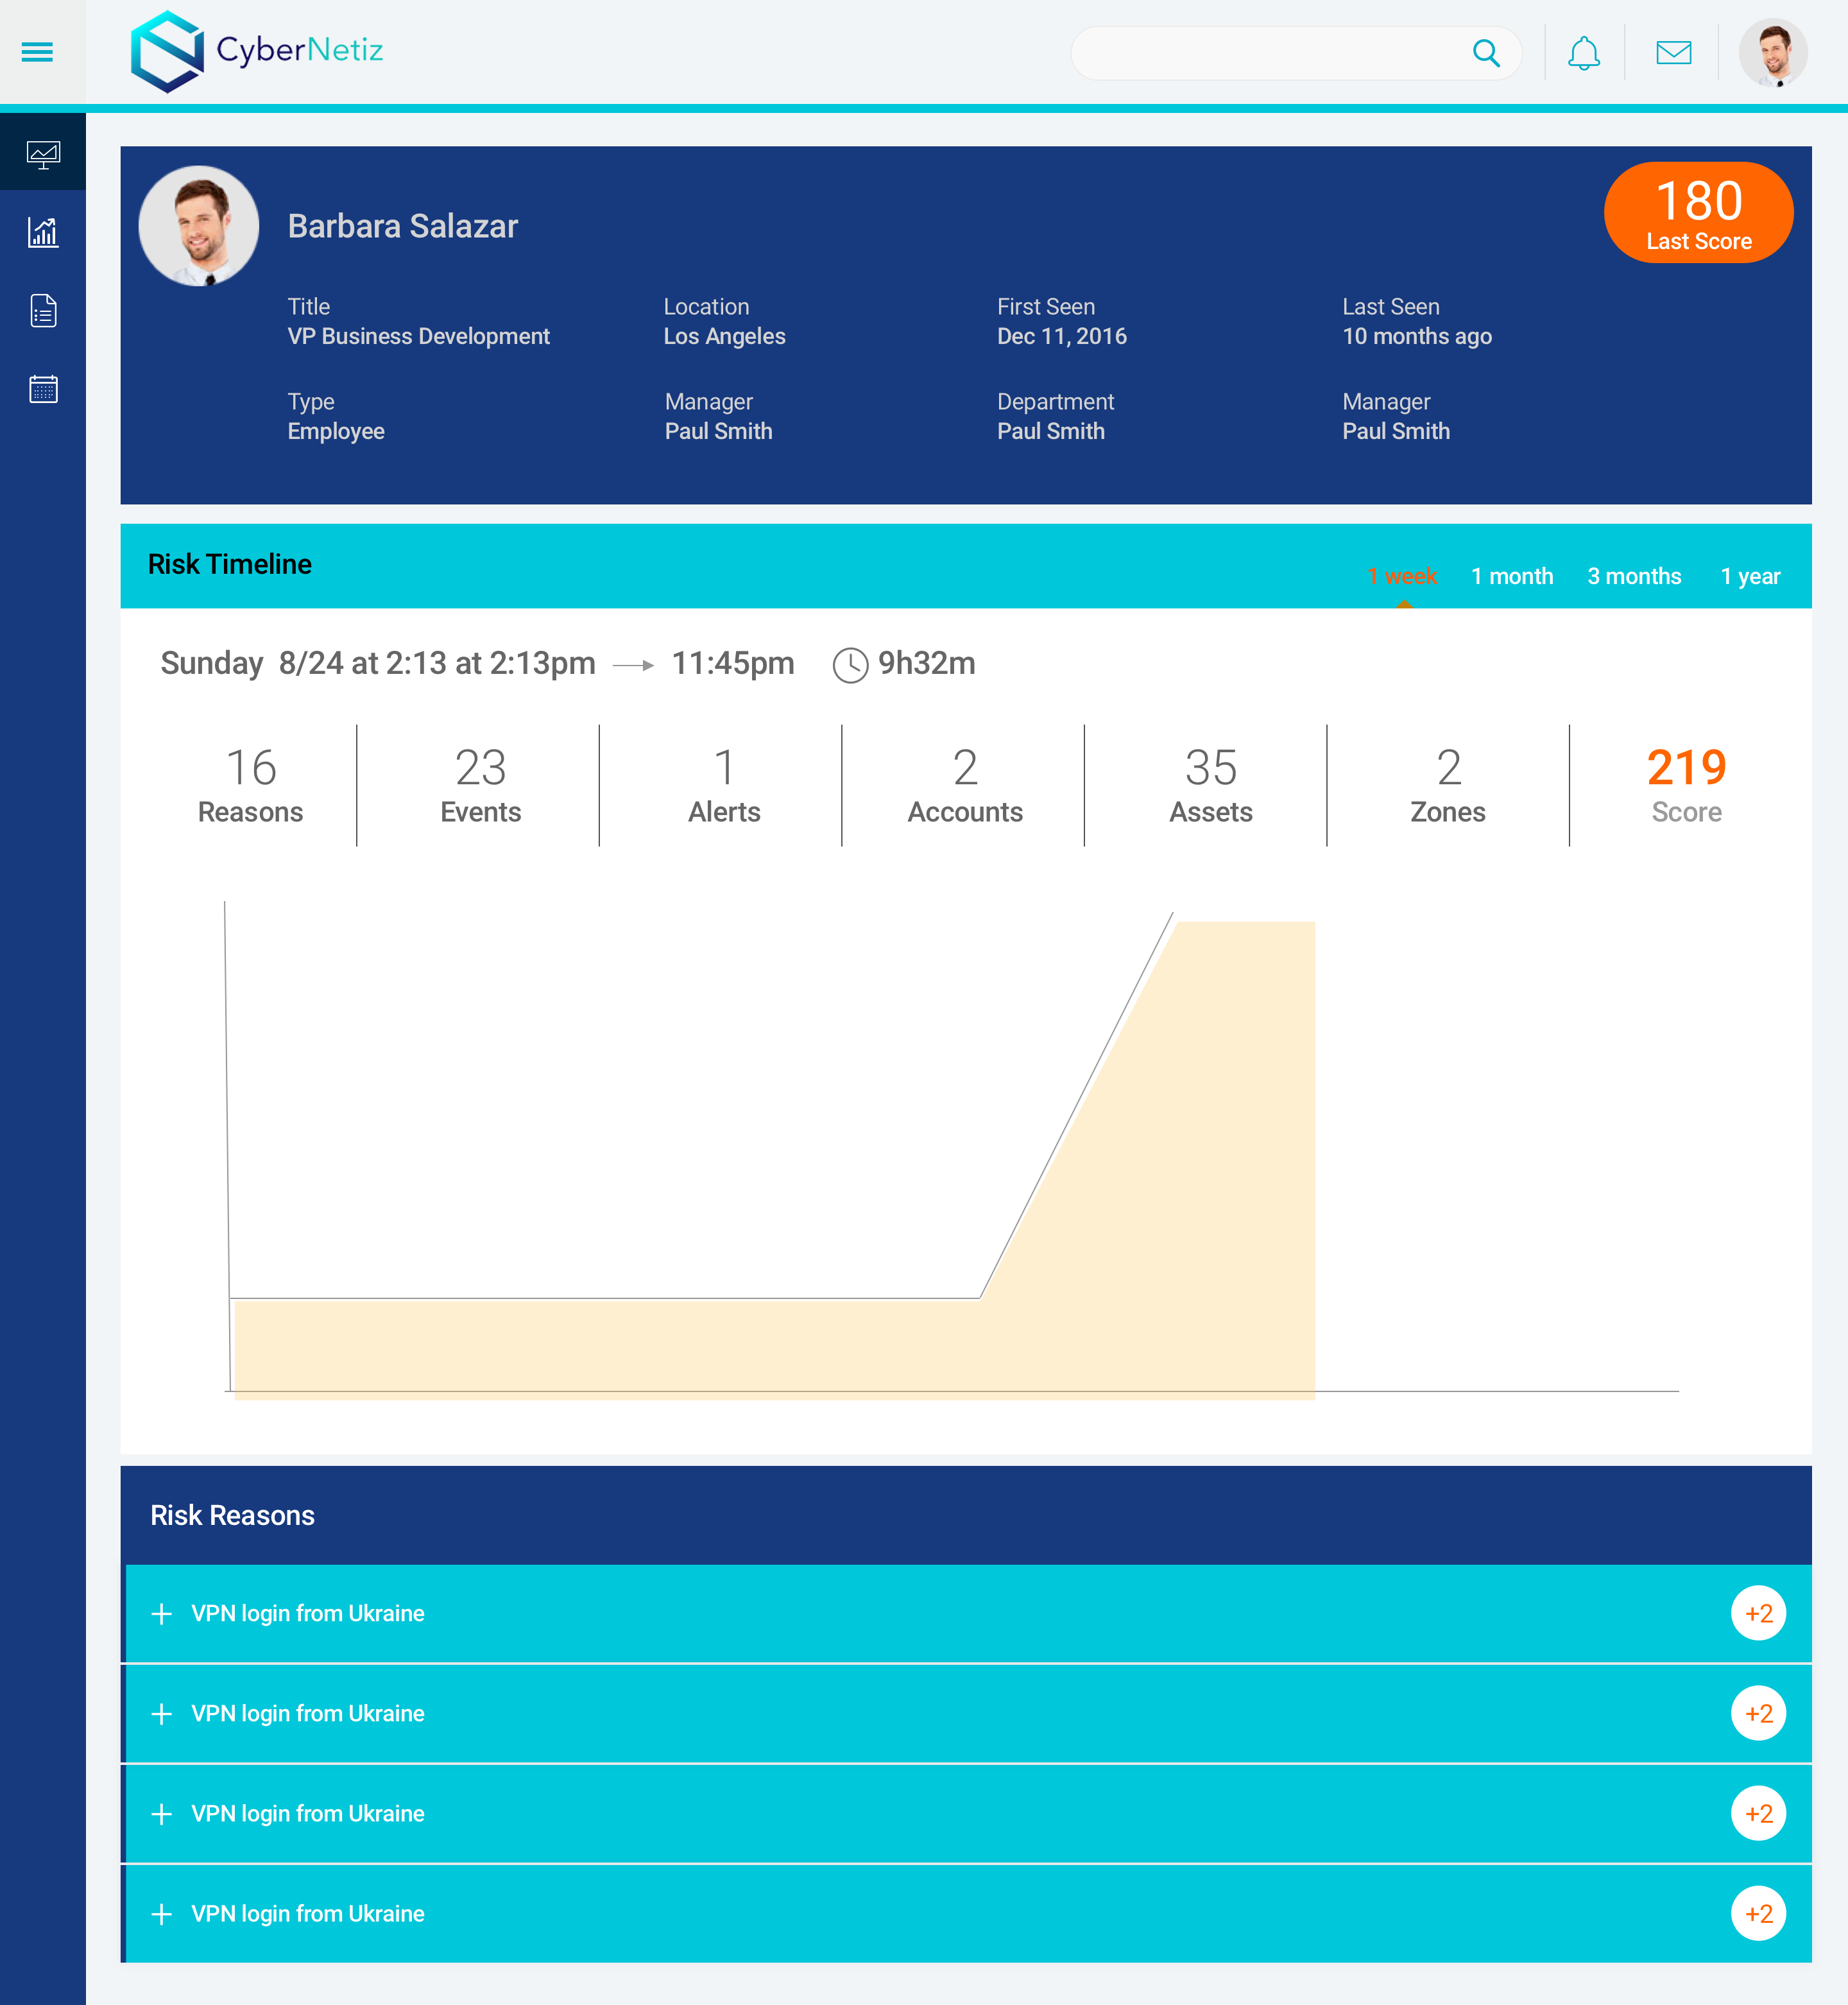 CyberNetiz
Barbara Salazar
180
Last Score
Title
VP Business Development
Location
Los Angeles
First Seen
Dec 11, 2016
Last Seen
10 months ago
Type
Employee
Manager
Paul Smith
Department
Paul Smith
Manager
Paul Smith
Risk Timeline
1 week 1 month 3 months 1 year
Sunday 8/24 at 2:13 at 2:13pm 11:45pm 9h32m
16
Reasons
23
Events
1
Alerts
2
Accounts
35
Assets
2
Zones
219
Score
Risk Reasons
VPN login from Ukraine +2
VPN login from Ukraine +2
VPN login from Ukraine +2
VPN login from Ukraine +2